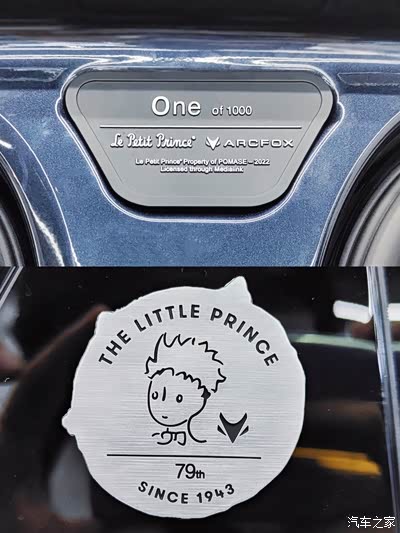 One of 1000
Le Petit Prince® ARCFOX
Le Petit Prince® Property of POMASE – 2022
Licensed through Medialink.
THE LITTLE PRINCE
79th
SINCE 1943
汽车之家